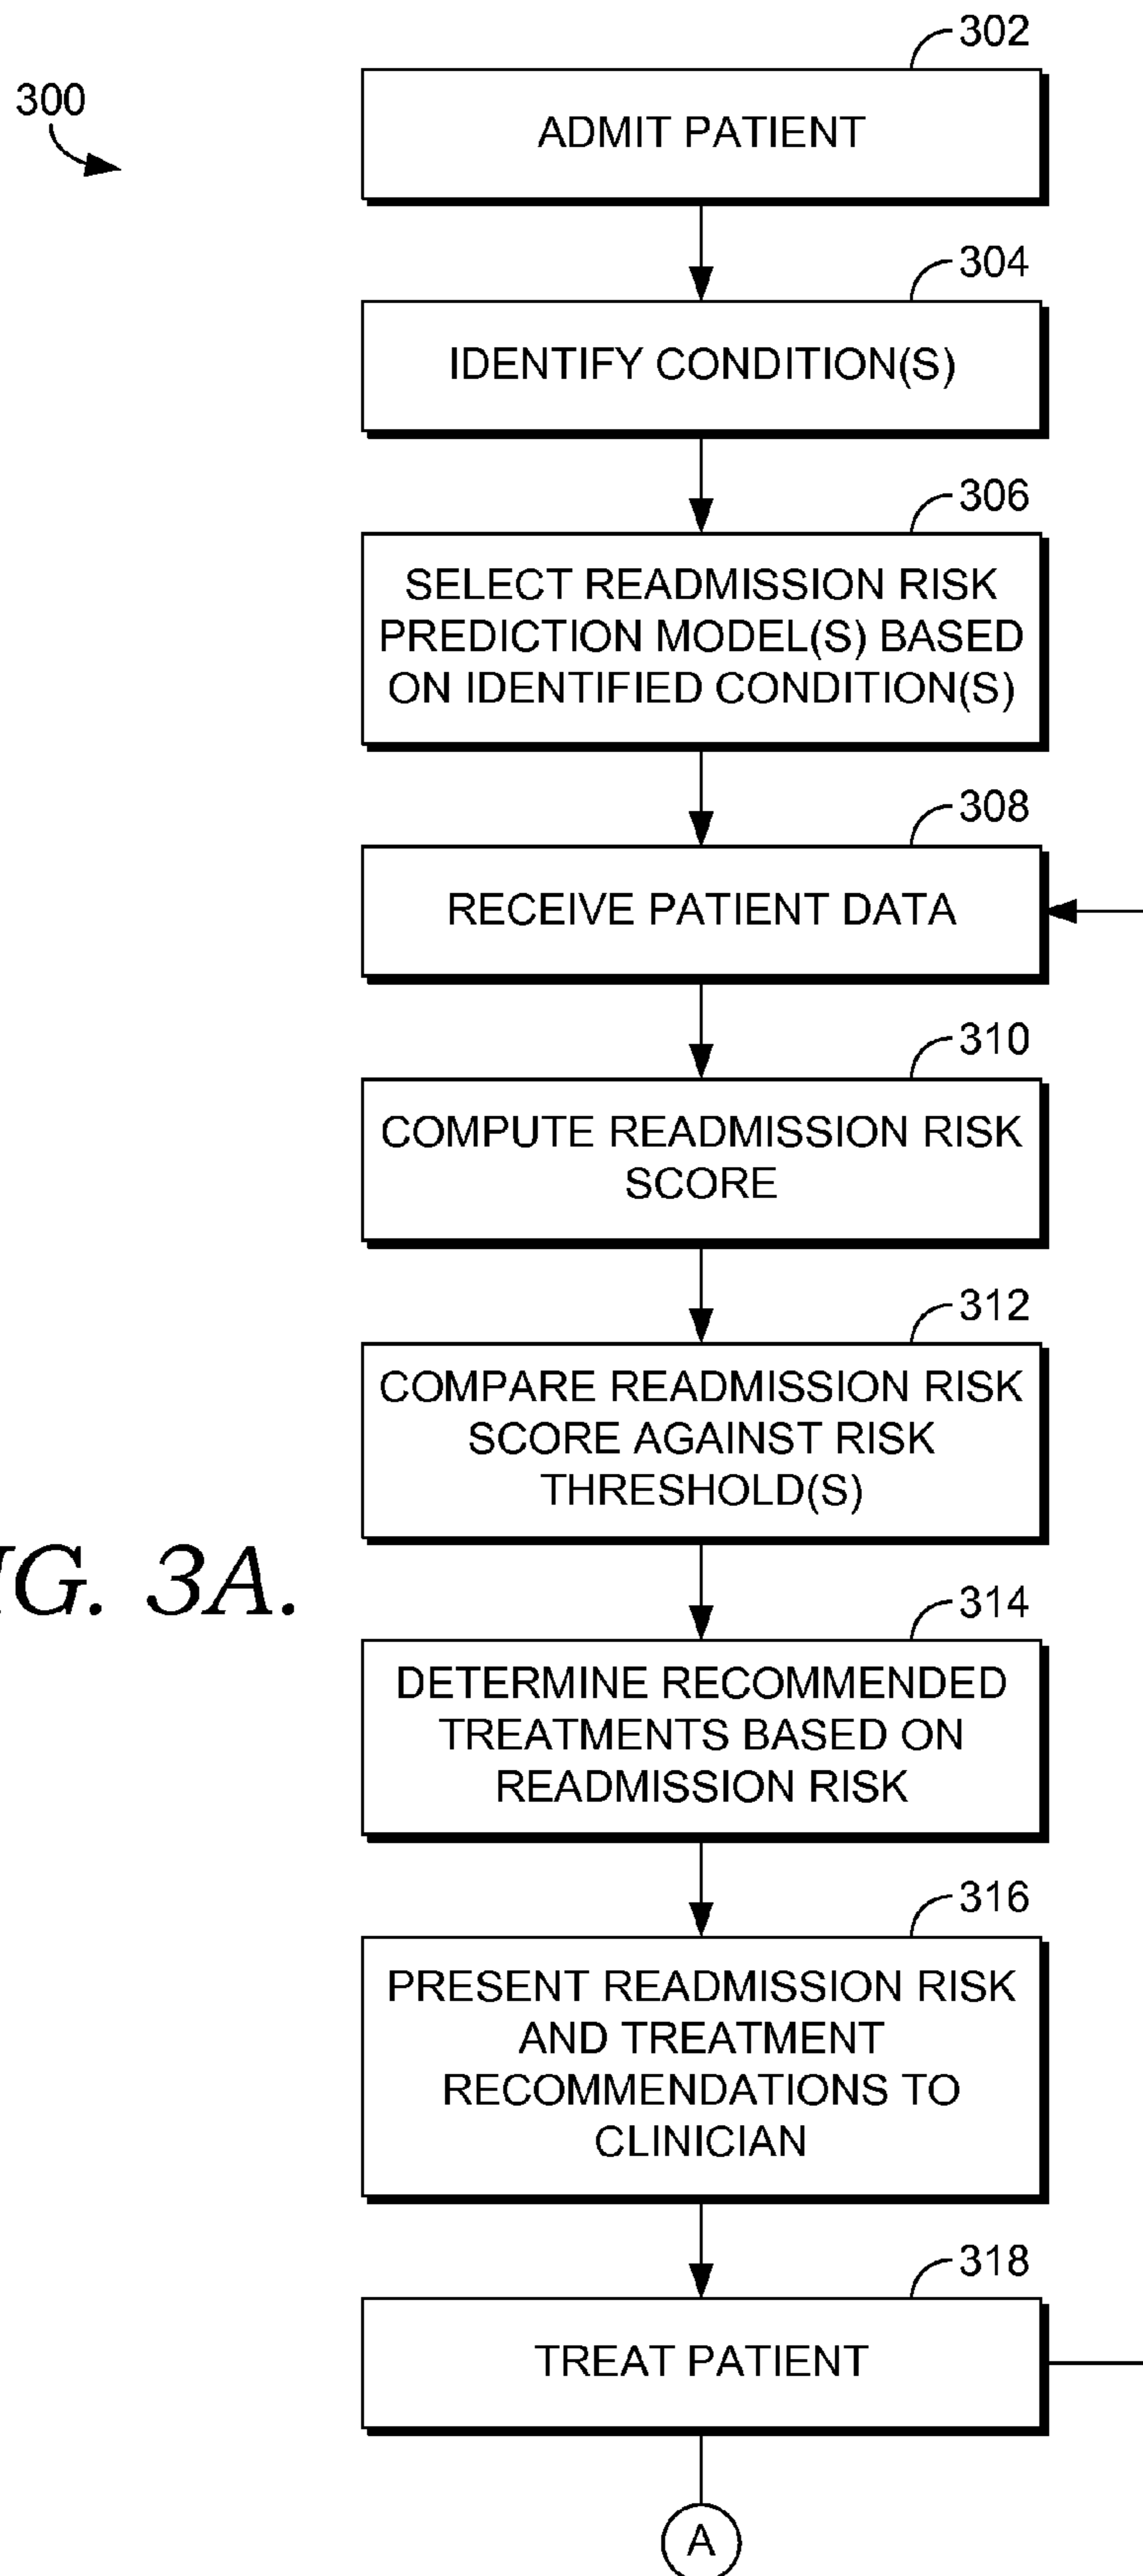 300
302
ADMIT PATIENT
304
IDENTIFY CONDITION(S)
306
SELECT READMISSION RISK
PREDICTION MODEL(S) BASED
ON IDENTIFIED CONDITION(S)
308
RECEIVE PATIENT DATA
310
COMPUTE READMISSION RISK
SCORE
312
COMPARE READMISSION RISK
SCORE AGAINST RISK
THRESHOLD(S)
IG. 3A.
314
DETERMINE RECOMMENDED
TREATMENTS BASED ON
READMISSION RISK
316
PRESENT READMISSION RISK
AND TREATMENT
RECOMMENDATIONS TO
CLINICIAN
318
TREAT PATIENT
A